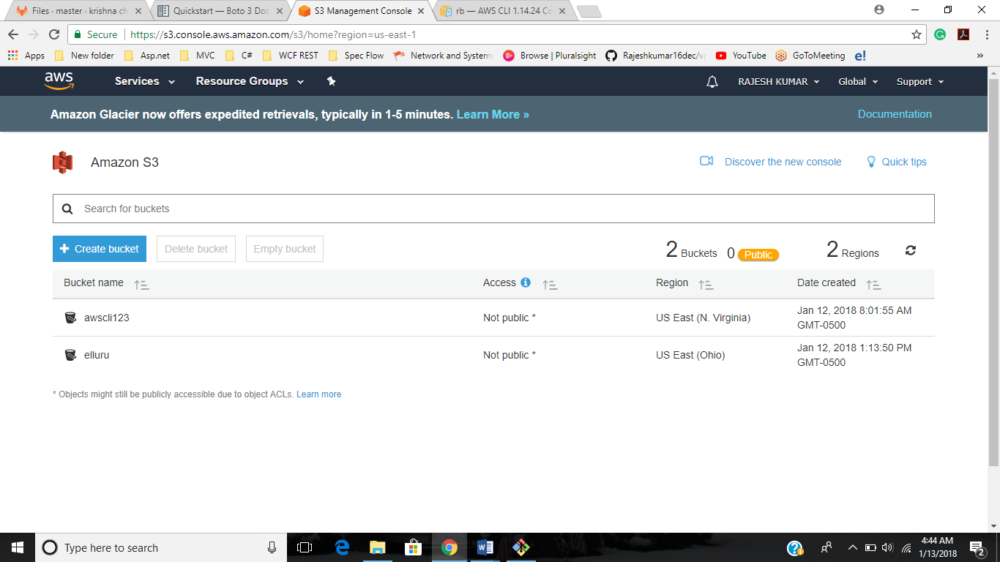 Files · master · krishna ch
Quickstart — Boto 3 Doc
S3 Management Console
rb — AWS CLI 1.14.24 Co
Secure https://s3.console.aws.amazon.com/s3/home?region=us-east-1
Apps New folder Asp.net MVC C# WCF REST Spec Flow Network and Systems Browse | Pluralsight Rajeshkumar16dec/vp YouTube GoToMeeting e! »
aws Services Resource Groups RAJESH KUMAR Global Support
Amazon Glacier now offers expedited retrievals, typically in 1-5 minutes. Learn More » Documentation
Amazon S3 Discover the new console Quick tips
Search for buckets
+ Create bucket Delete bucket Empty bucket 2 Buckets 0 Public 2 Regions
Bucket name Access Region Date created
awscli123 Not public * US East (N. Virginia) Jan 12, 2018 8:01:55 AM
GMT-0500
elluru Not public * US East (Ohio) Jan 12, 2018 1:13:50 PM
GMT-0500
* Objects might still be publicly accessible due to object ACLs. Learn more
Type here to search
4:44 AM
1/13/2018
2